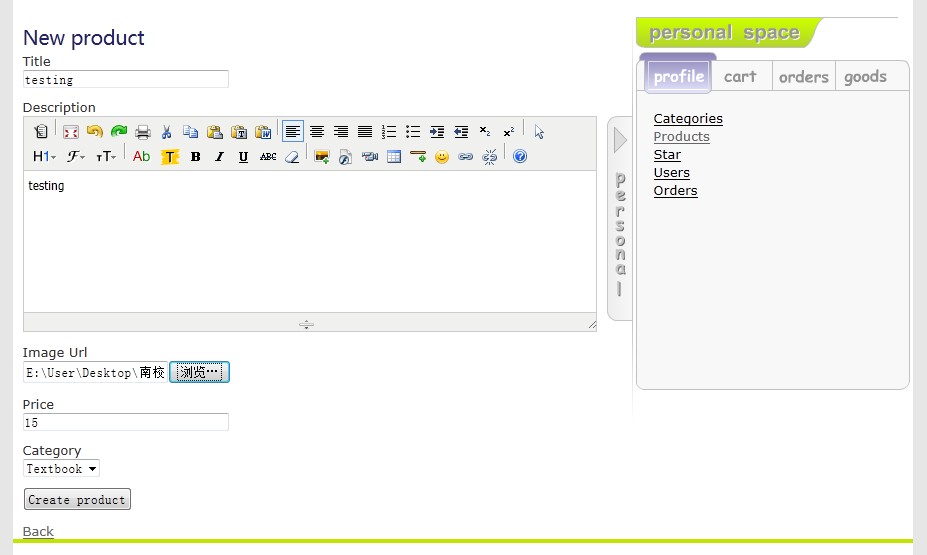 New product
Title
testing
Description
H1
F
тT
Ab
T
B
I
U
ABC
testing
Image Url
E:\User\Desktop\南校
浏览…
Price
15
Category
Textbook
Create product
Back
personal
personal space
profile cart orders goods
Categories
Products
Star
Users
Orders